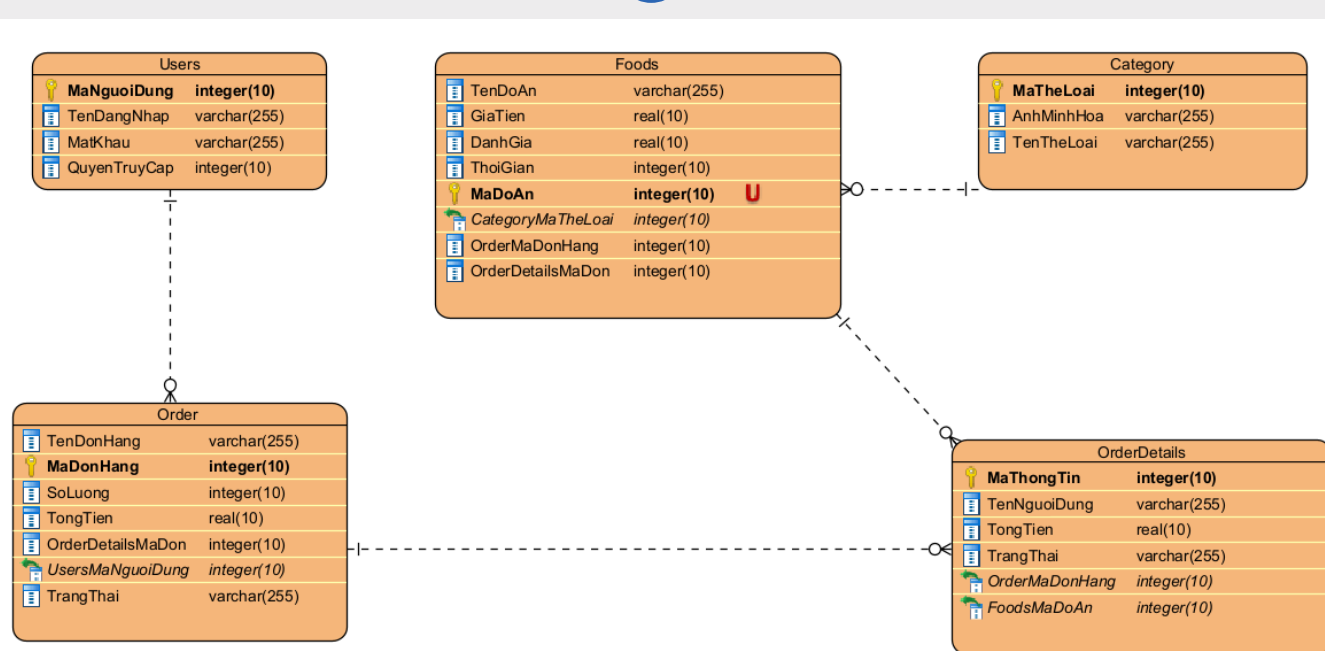 Users
MaNguoiDung integer(10)
TenDangNhap varchar(255)
MatKhau varchar(255)
QuyenTruyCap integer(10)
Foods
TenDoAn varchar(255)
GiaTien real(10)
DanhGia real(10)
ThoiGian integer(10)
MaDoAn integer(10) U
CategoryMaTheLoai integer(10)
OrderMaDonHang integer(10)
OrderDetailsMaDon integer(10)
Category
MaTheLoai integer(10)
AnhMinhHoa varchar(255)
TenTheLoai varchar(255)
Order
TenDonHang varchar(255)
MaDonHang integer(10)
SoLuong integer(10)
TongTien real(10)
OrderDetailsMaDon integer(10)
UsersMaNguoiDung integer(10)
TrangThai varchar(255)
OrderDetails
MaThongTin integer(10)
TenNguoiDung varchar(255)
TongTien real(10)
TrangThai varchar(255)
OrderMaDonHang integer(10)
FoodsMaDoAn integer(10)